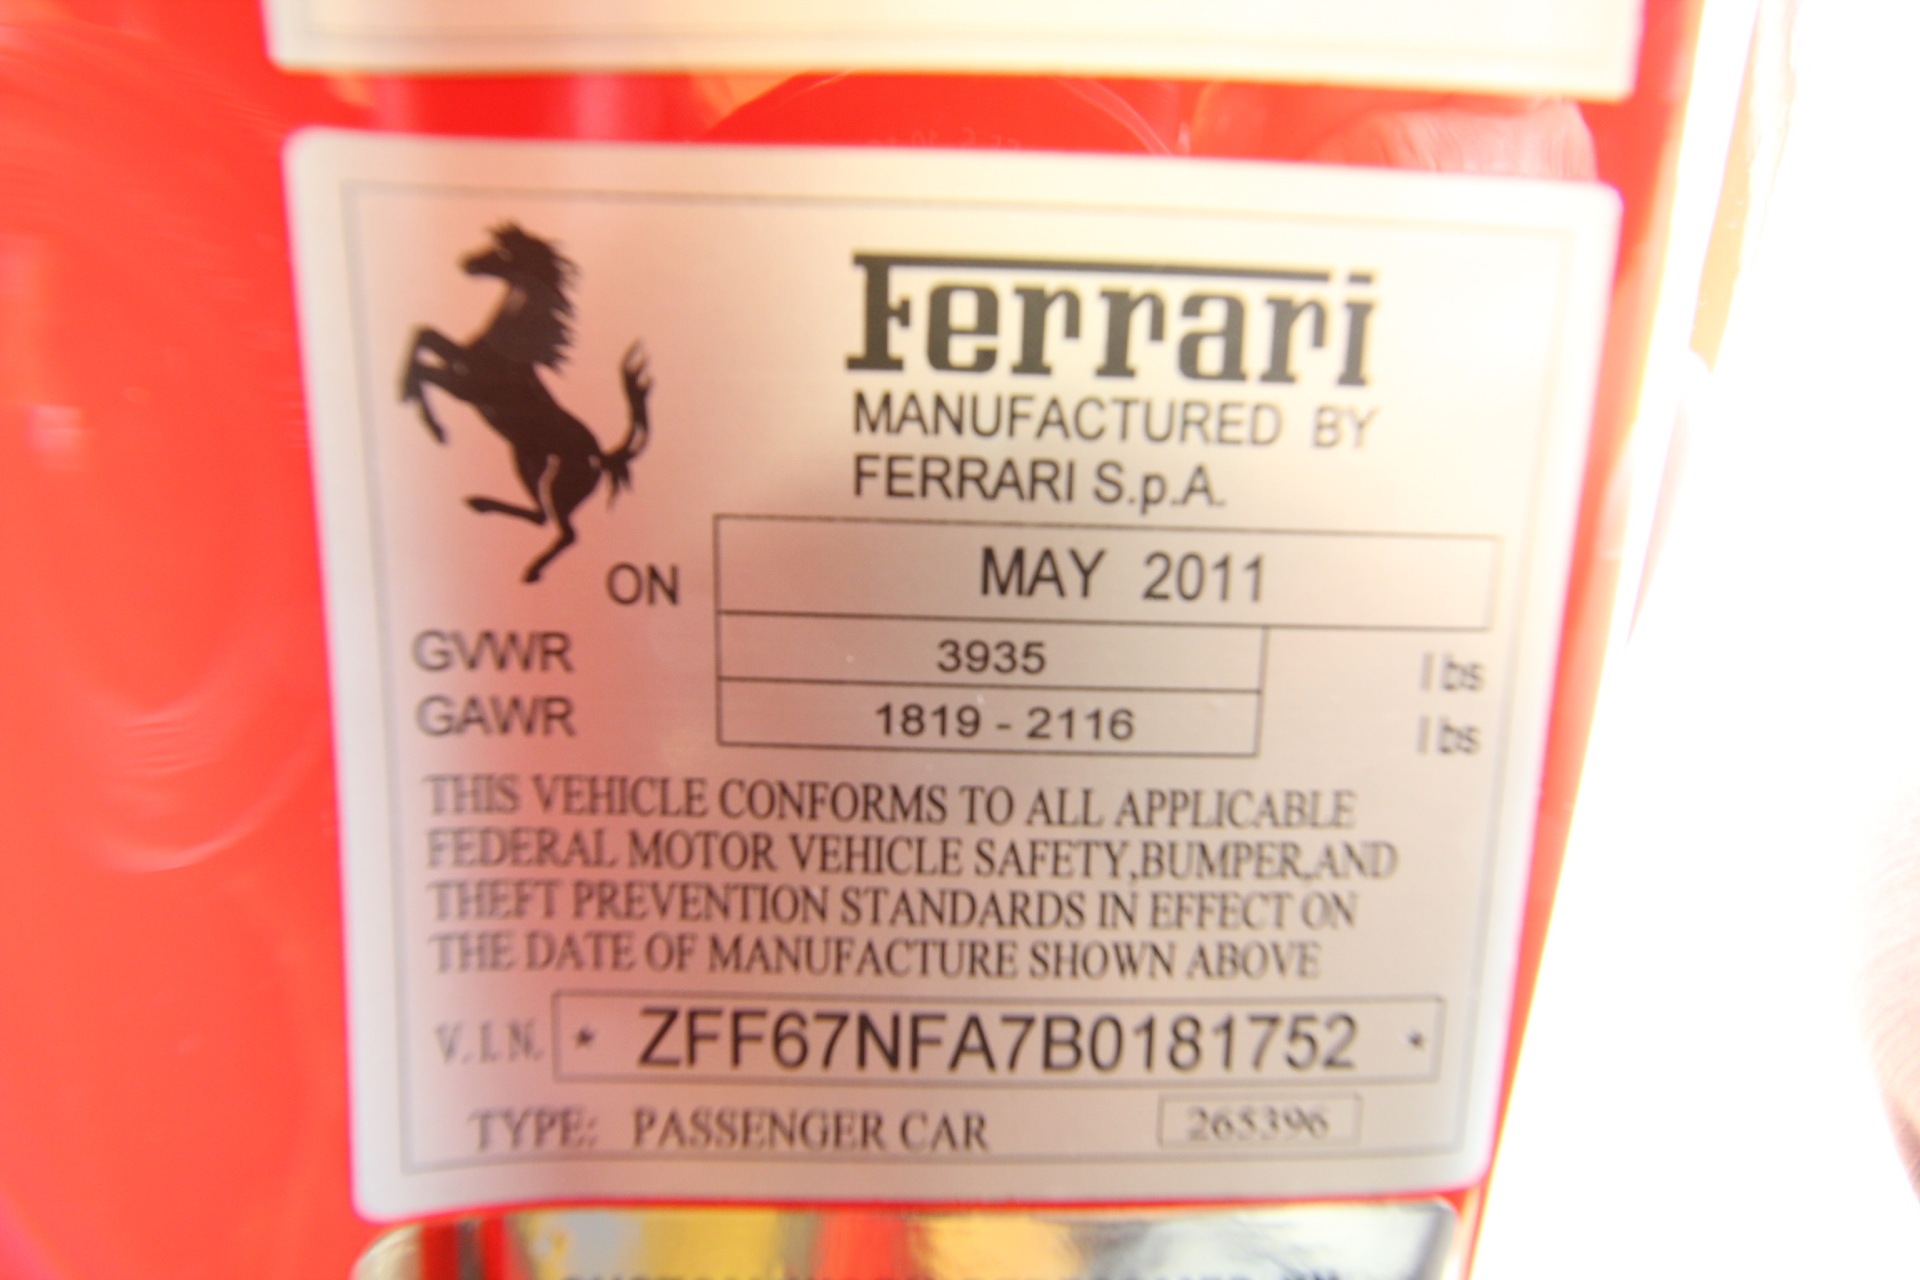 Ferrari
MANUFACTURED BY
FERRARI S.p.A.
ON MAY 2011
GVWR 3935 lbs
GAWR 1819 - 2116 lbs
THIS VEHICLE CONFORMS TO ALL APPLICABLE
FEDERAL MOTOR VEHICLE SAFETY,BUMPER,AND
THEFT PREVENTION STANDARDS IN EFFECT ON
THE DATE OF MANUFACTURE SHOWN ABOVE
V.I.N. * ZFF67NFA7B0181752 *
TYPE: PASSENGER CAR 265396